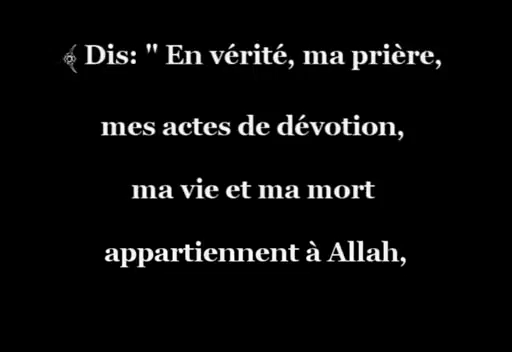 ﴾ Dis: " En vérité, ma prière,
mes actes de dévotion,
ma vie et ma mort
appartiennent à Allah,